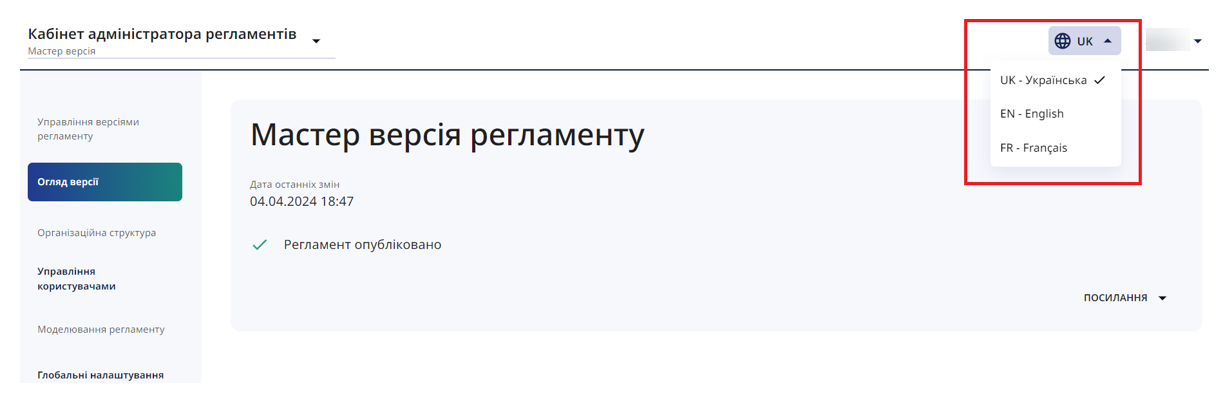 Кабінет адміністратора регламентів
Мастер версія
UK
UK - Українська
EN - English
FR - Français
Управління версіями
регламенту
Огляд версії
Організаційна структура
Управління
користувачами
Моделювання регламенту
Глобальні налаштування
Мастер версія регламенту
Дата останніх змін
04.04.2024 18:47
Регламент опубліковано
ПОСИЛАННЯ